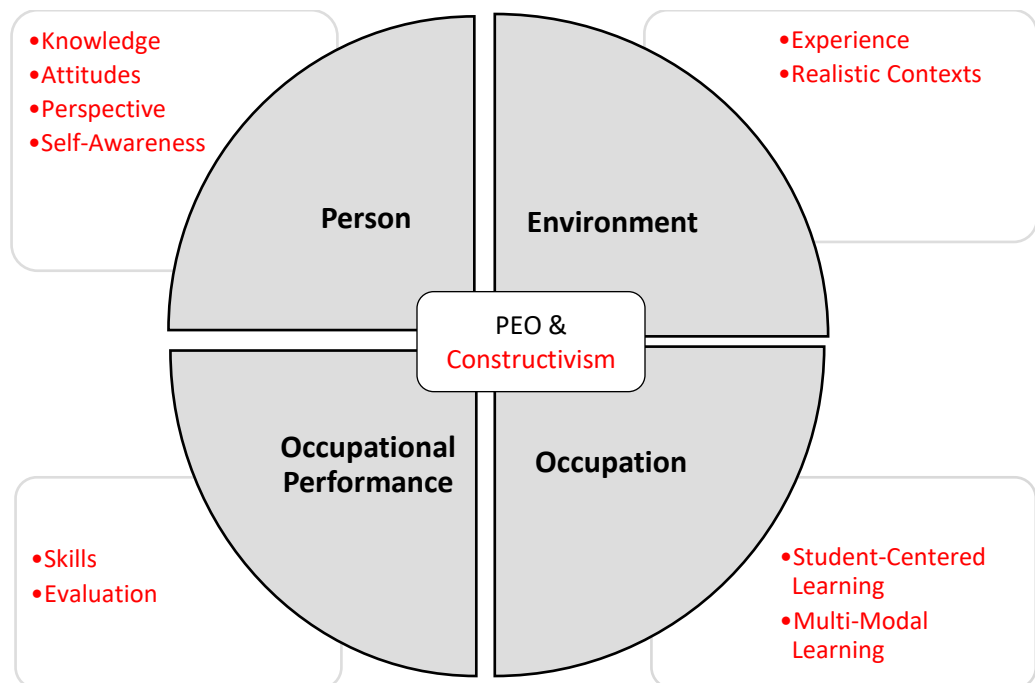 •Knowledge
•Attitudes
•Perspective
•Self-Awareness
•Experience
•Realistic Contexts
Person
Environment
PEO &
Constructivism
Occupational
Performance
Occupation
•Skills
•Evaluation
•Student-Centered
Learning
•Multi-Modal
Learning